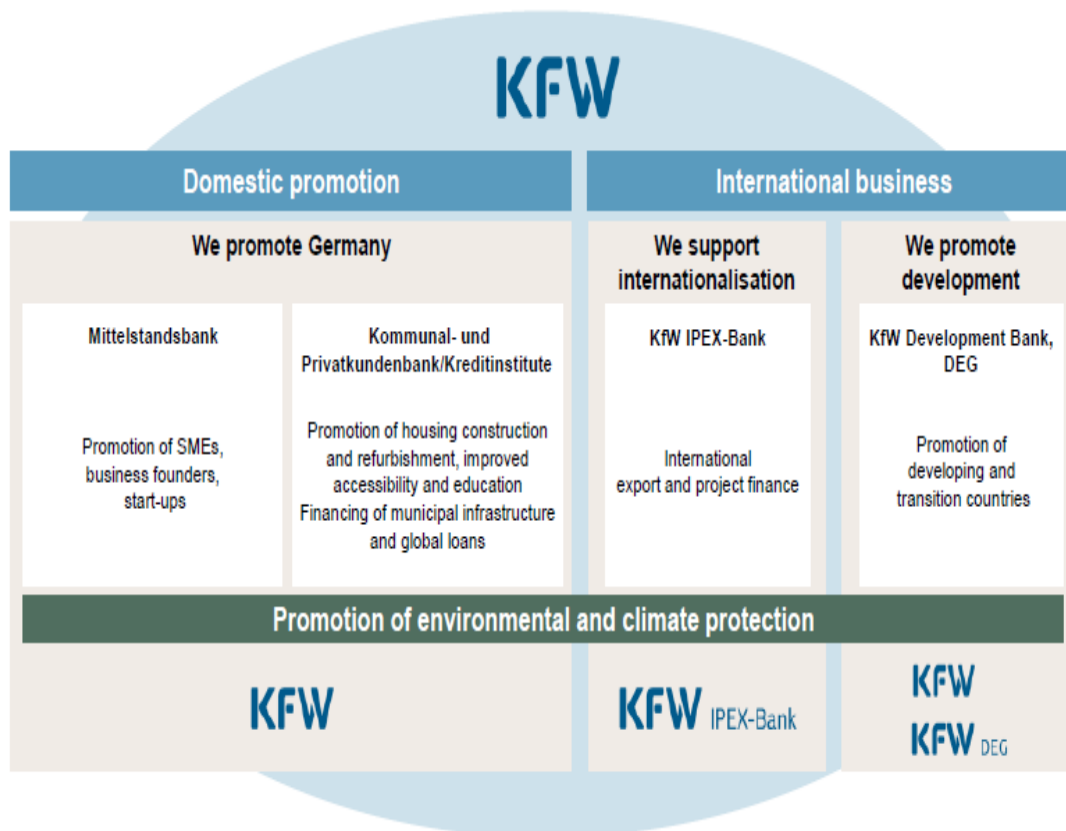 KFW
Domestic promotion
International business
We promote Germany
We support
internationalisation
We promote
development
Mittelstandsbank
Promotion of SMEs,
business founders,
start-ups
Kommunal- und
Privatkundenbank/Kreditinstitute
Promotion of housing construction
and refurbishment, improved
accessibility and education
Financing of municipal infrastructure
and global loans
KfW IPEX-Bank
International
export and project finance
KfW Development Bank,
DEG
Promotion of
developing and
transition countries
Promotion of environmental and climate protection
KFW
KFW IPEX-Bank
KFW
KFW DEG